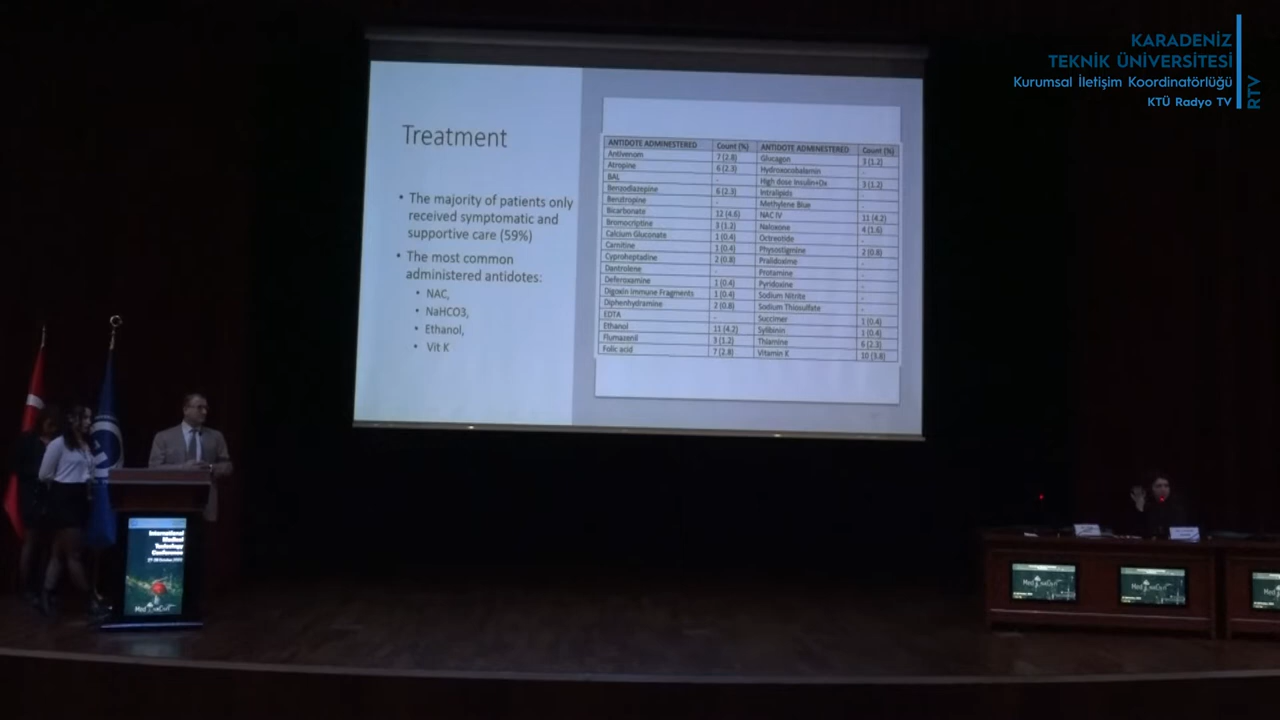 KARADENİZ
TEKNİK ÜNİVERSİTESİ
Kurumsal İletişim Koordinatörlüğü
KTÜ Radyo TV
RTV
Treatment
• The majority of patients only
received symptomatic and
supportive care (59%)
• The most common
administered antidotes:
• NAC,
• NaHCO3,
• Ethanol,
• Vit K
ANTIDOTE ADMINESTERED Count (%) ANTIDOTE ADMINESTERED Count (%)
Antivenom 7 (2.8) Glucagon 3 (1.2)
Atropine 6 (2.3) Hydroxocobalamin -
BAL - High dose Insulin+Dx 3 (1.2)
Benzodiazepine 6 (2.3) Intralipids -
Benztropine - Methylene Blue -
Bicarbonate 12 (4.6) NAC IV 11 (4.2)
Bromocriptine 3 (1.2) Naloxone 4 (1.6)
Calcium Gluconate 1 (0.4) Octreotide -
Carnitine 1 (0.4) Physostigmine 2 (0.8)
Cyproheptadine 2 (0.8) Pralidoxime -
Dantrolene - Protamine -
Deferoxamine 1 (0.4) Pyridoxine -
Digoxin Immune Fragments 1 (0.4) Sodium Nitrite -
Diphenhydramine 2 (0.8) Sodium Thiosulfate -
EDTA - Succimer 1 (0.4)
Ethanol 11 (4.2) Sylibinin 1 (0.4)
Flumazenil 3 (1.2) Thiamine 6 (2.3)
Folic acid 7 (2.8) Vitamin K 10 (3.8)
International
Medical
Toxicology
Conference